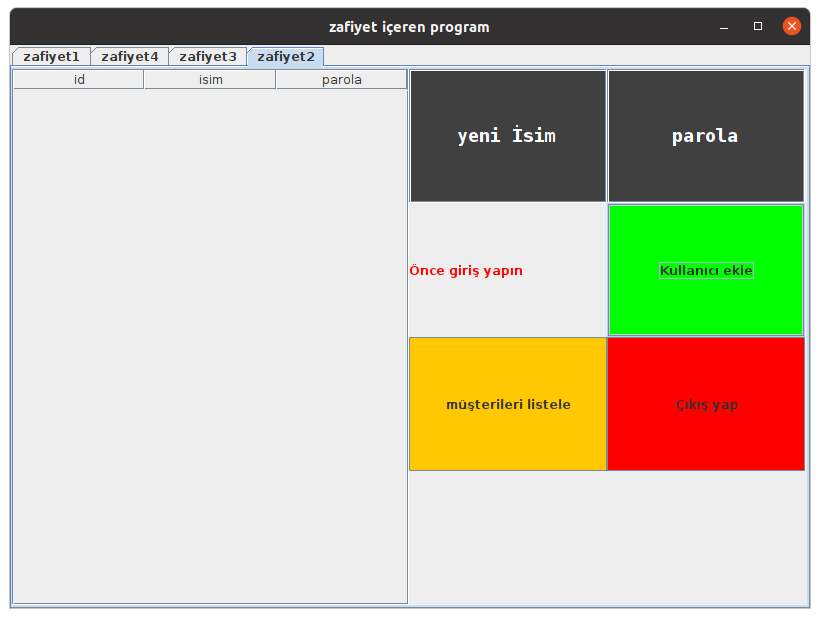 zafiyet içeren program
zafiyet1 zafiyet4 zafiyet3 zafiyet2
id isim parola
yeni İsim parola
Önce giriş yapın Kullanıcı ekle
müşterileri listele Çıkış yap